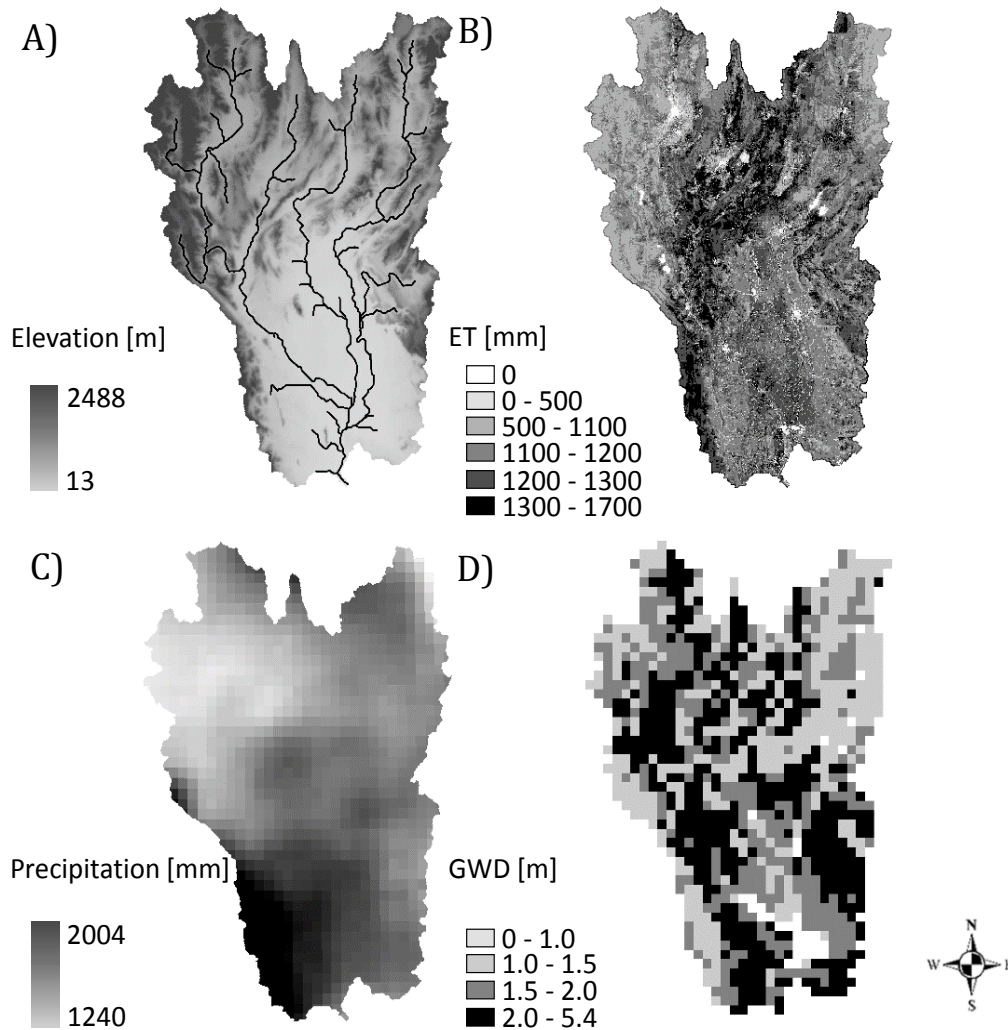 A)
B)
Elevation [m]
2488
13
ET [mm]
0
0 - 500
500 - 1100
1100 - 1200
1200 - 1300
1300 - 1700
C)
D)
Precipitation [mm]
2004
1240
GWD [m]
0 - 1.0
1.0 - 1.5
1.5 - 2.0
2.0 - 5.4
N
W
S